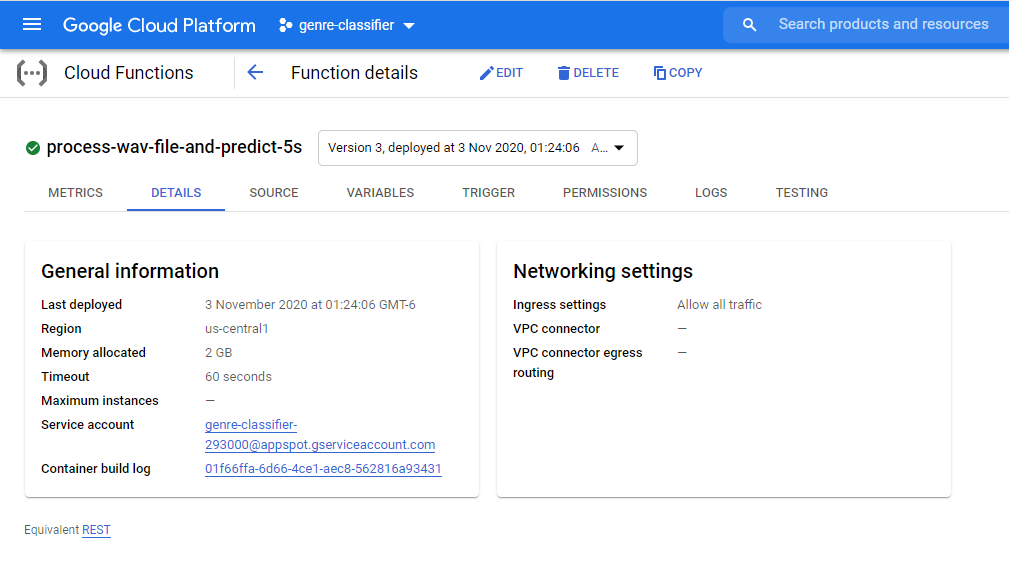 Google Cloud Platform genre-classifier Search products and resources
Cloud Functions Function details EDIT DELETE COPY
process-wav-file-and-predict-5s Version 3, deployed at 3 Nov 2020, 01:24:06 A...
METRICS DETAILS SOURCE VARIABLES TRIGGER PERMISSIONS LOGS TESTING
General information
Last deployed 3 November 2020 at 01:24:06 GMT-6
Region us-central1
Memory allocated 2 GB
Timeout 60 seconds
Maximum instances —
Service account genre-classifier-
293000@appspot.gserviceaccount.com
Container build log 01f66ffa-6d66-4ce1-aec8-562816a93431
Networking settings
Ingress settings Allow all traffic
VPC connector —
VPC connector egress —
routing
Equivalent REST